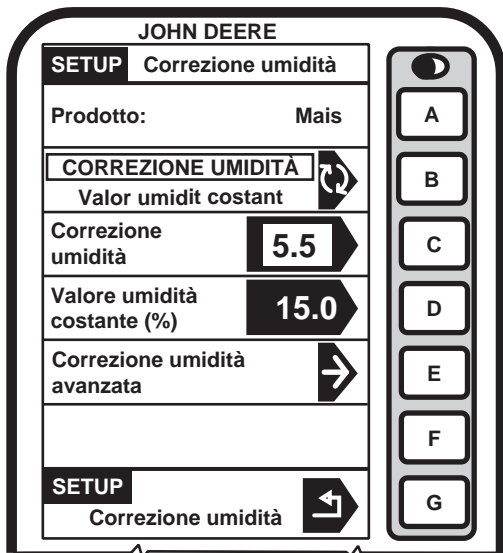 JOHN DEERE
SETUP Correzione umidità
Prodotto: Mais
A
CORREZIONE UMIDITÀ
Valor umidit costant
B
Correzione
umidità
5.5
C
Valore umidità
costante (%)
15.0
D
Correzione umidità
avanzata
E
F
SETUP
Correzione umidità
G